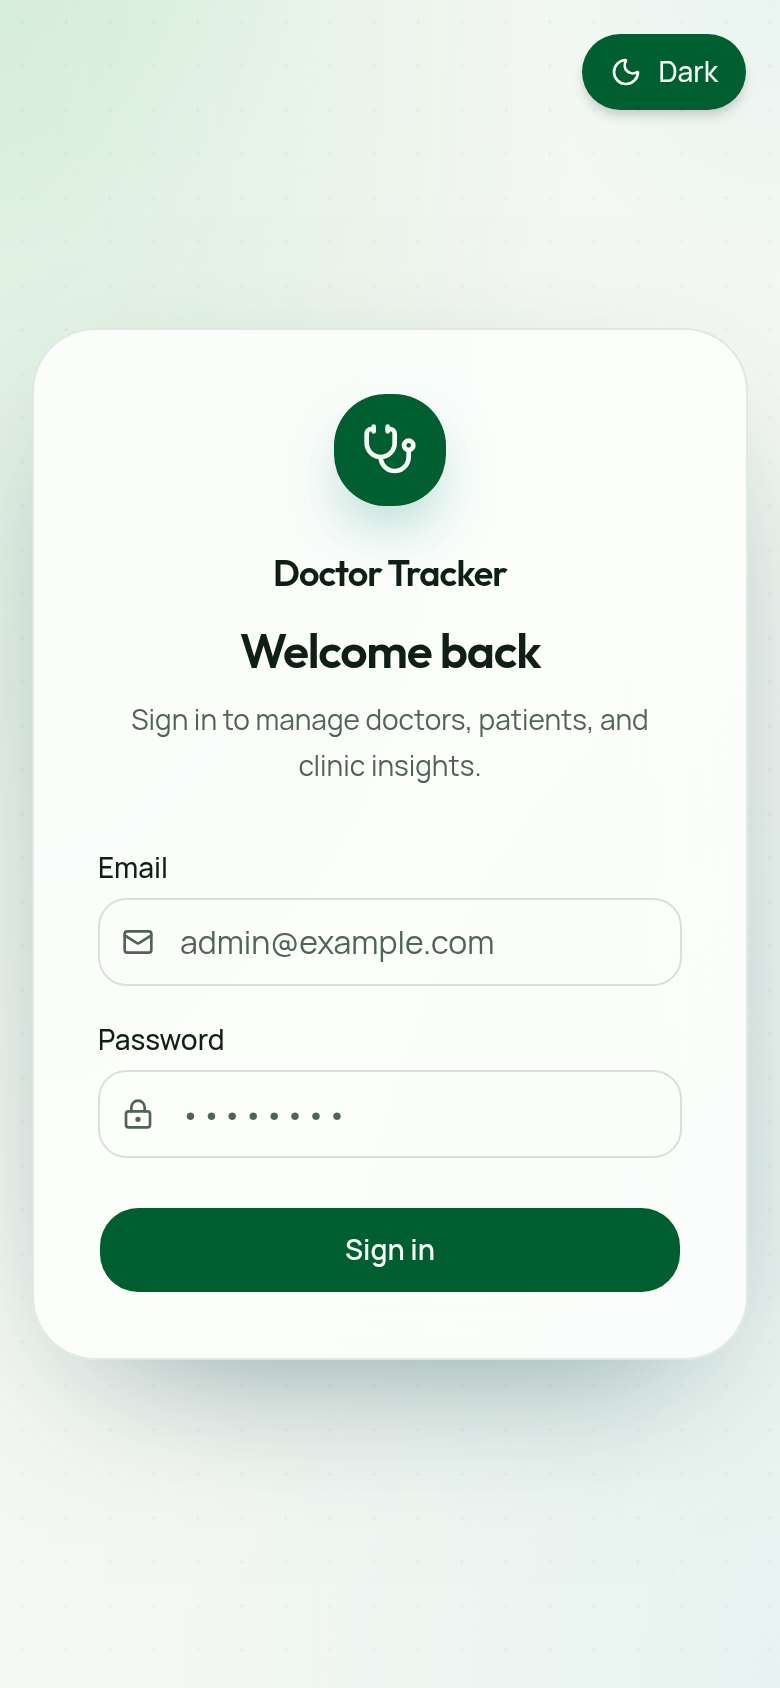 Dark
Doctor Tracker
Welcome back
Sign in to manage doctors, patients, and
clinic insights.
Email
admin@example.com
Password
••••••••
Sign in